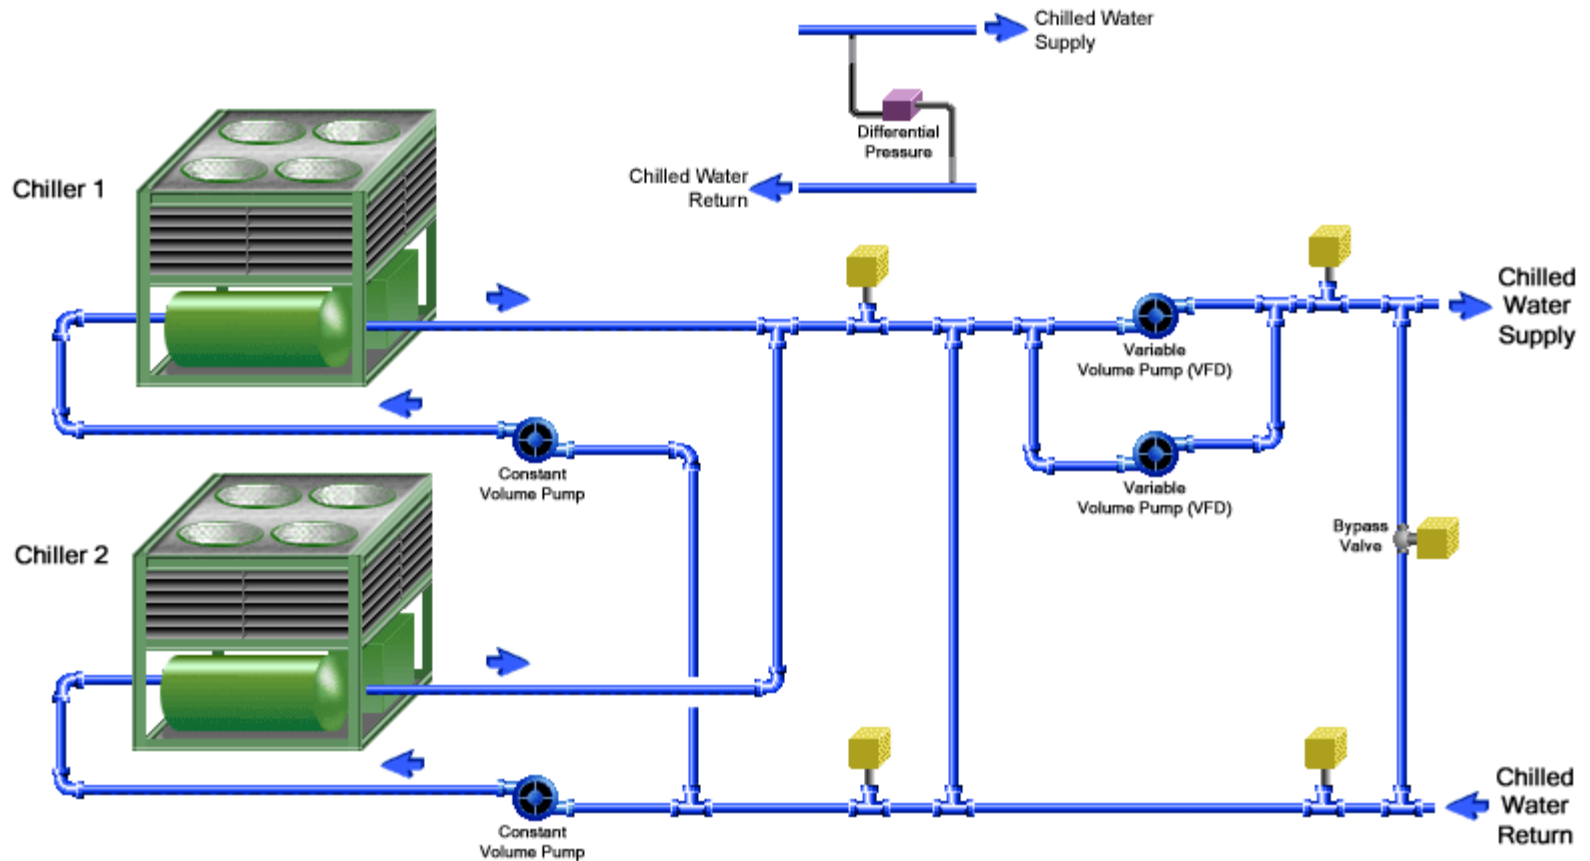 Chilled Water
Supply
Differential
Pressure
Chiller 1
Chilled Water
Return
Chilled
Water
Supply
Variable
Volume Pump (VFD)
Constant
Volume Pump
Variable
Volume Pump (VFD)
Chiller 2
Bypass
Valve
Chilled
Water
Return
Constant
Volume Pump